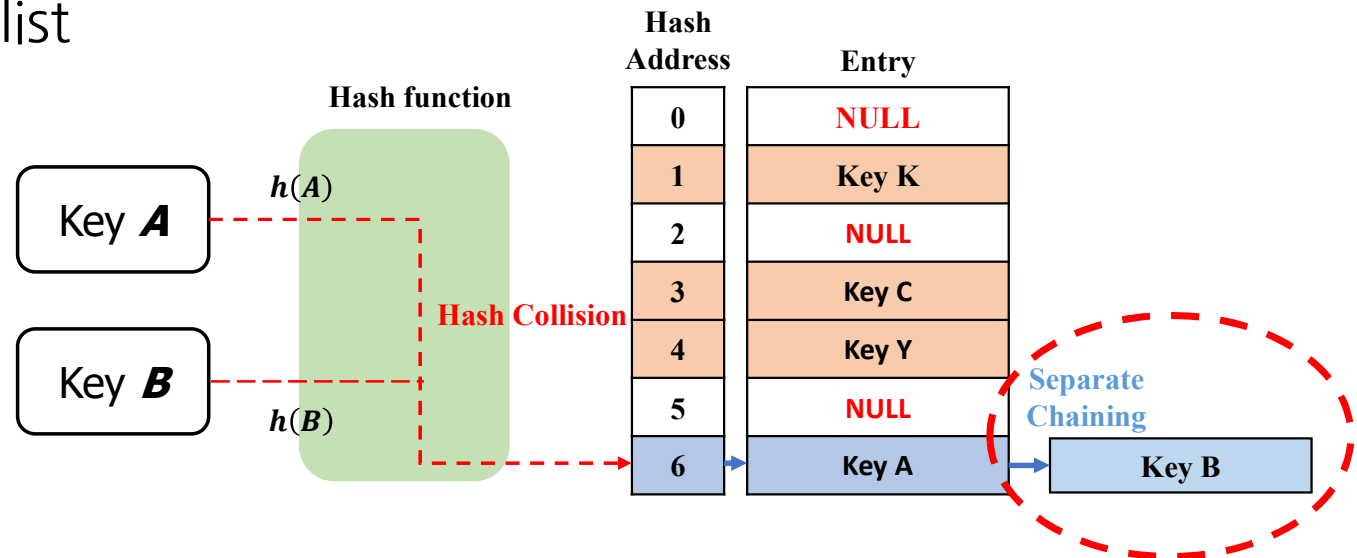 list
Hash function
Hash
Address
Entry
Key A
h(A)
Key B
h(B)
Hash Collision
0 NULL
1 Key K
2 NULL
3 Key C
4 Key Y
5 NULL
6 Key A
Separate
Chaining
Key B